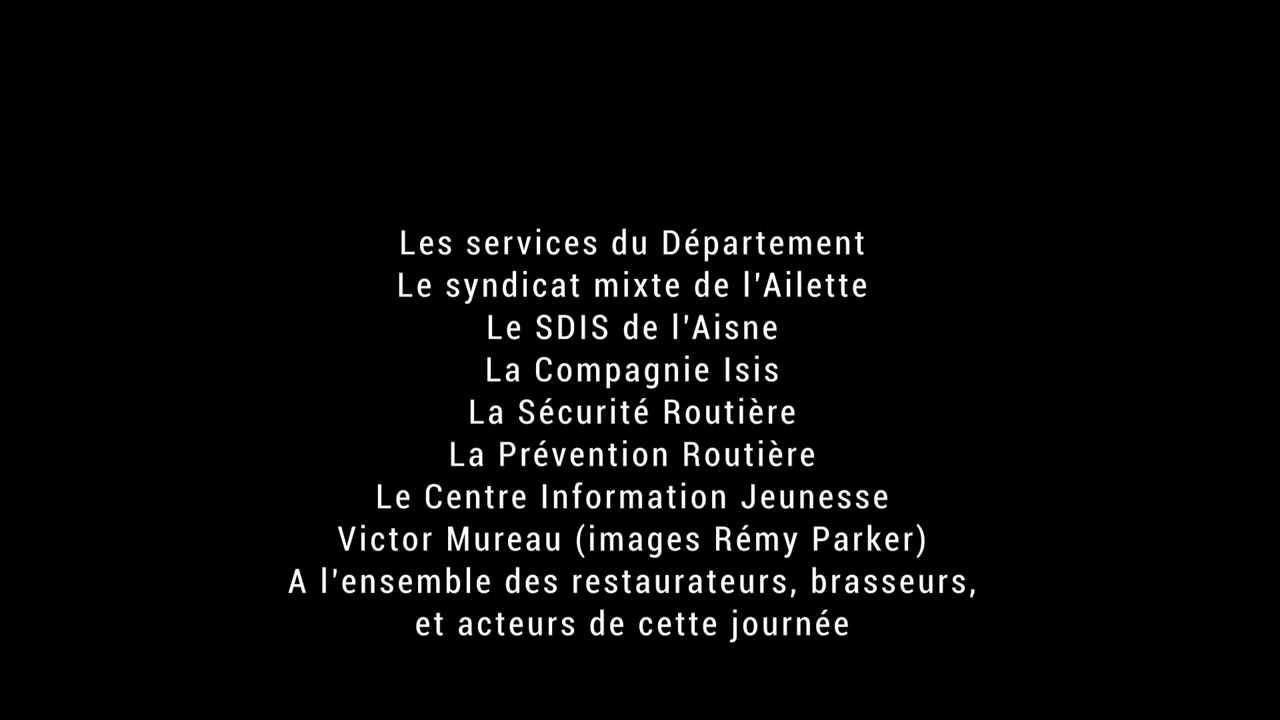 Les services du Département
Le syndicat mixte de l'Ailette
Le SDIS de l'Aisne
La Compagnie Isis
La Sécurité Routière
La Prévention Routière
Le Centre Information Jeunesse
Victor Mureau (images Rémy Parker)
A l'ensemble des restaurateurs, brasseurs,
et acteurs de cette journée